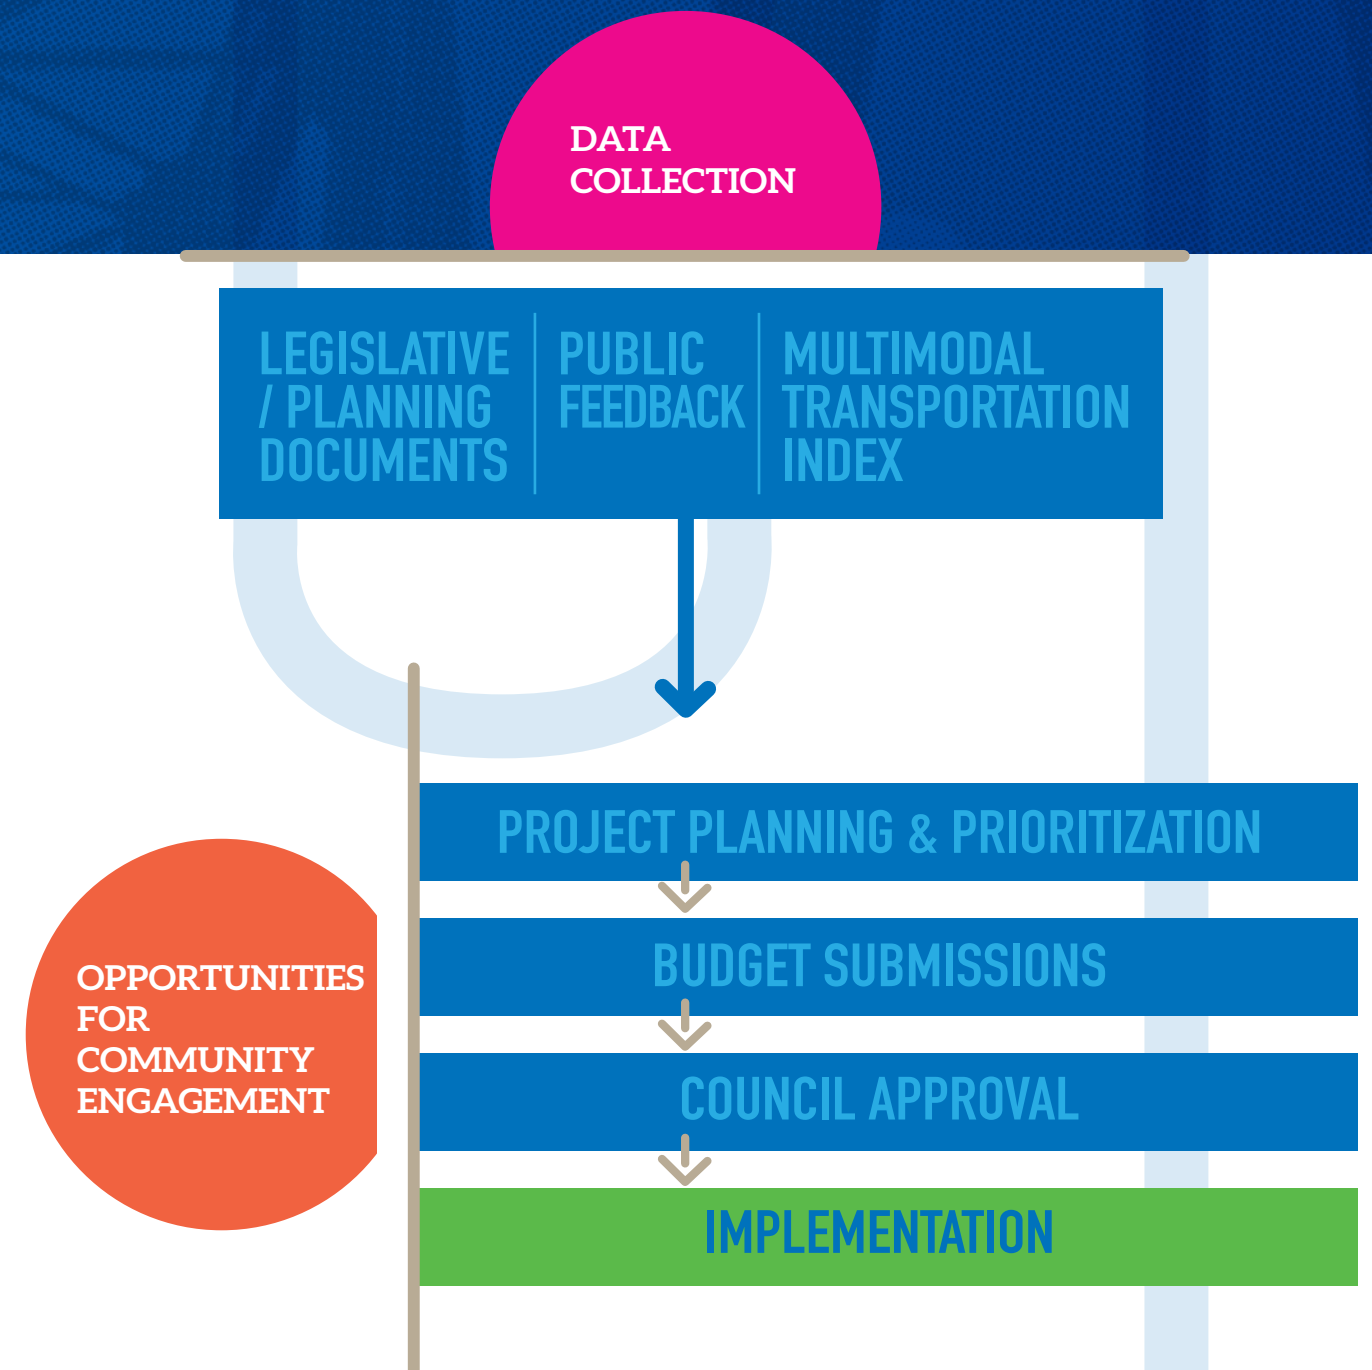 DATA
COLLECTION
LEGISLATIVE
/ PLANNING
DOCUMENTS
PUBLIC
FEEDBACK
MULTIMODAL
TRANSPORTATION
INDEX
PROJECT PLANNING & PRIORITIZATION
BUDGET SUBMISSIONS
COUNCIL APPROVAL
IMPLEMENTATION
OPPORTUNITIES
FOR
COMMUNITY
ENGAGEMENT